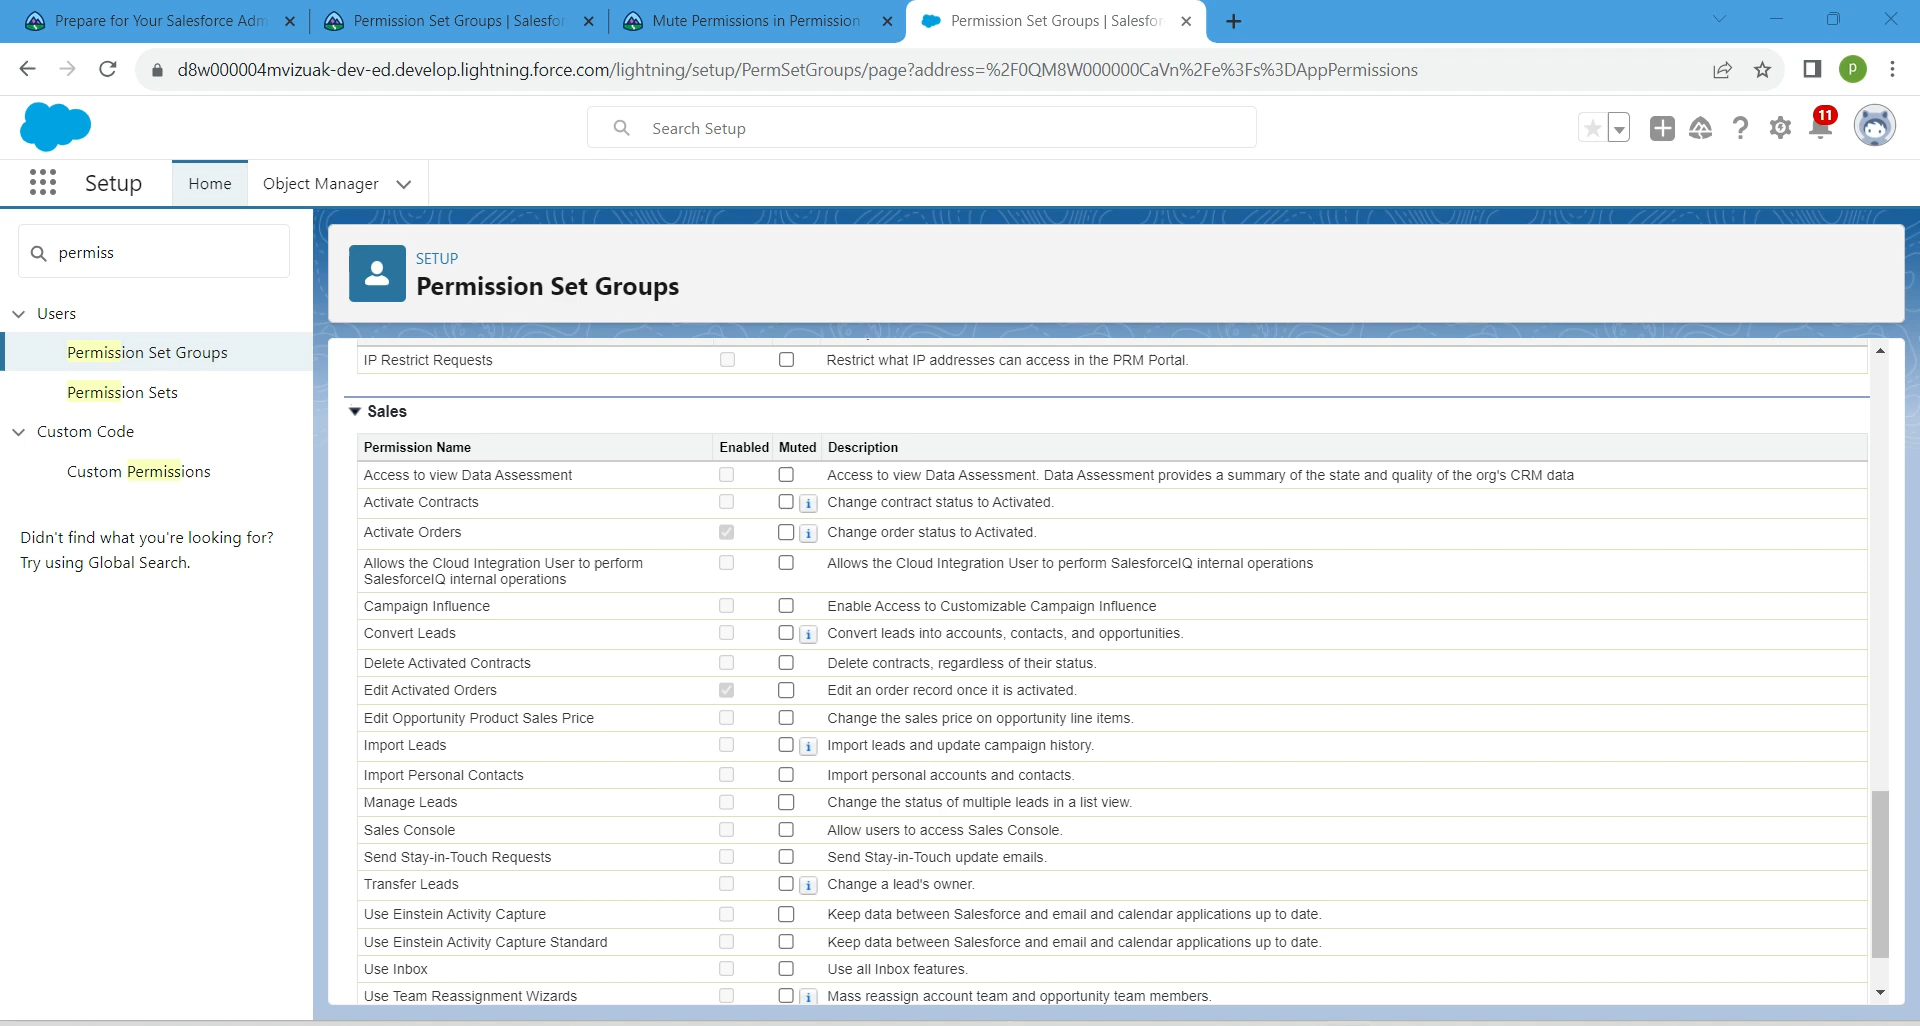 Prepare for Your Salesforce Adm
Permission Set Groups | Salesfor
Mute Permissions in Permission
Permission Set Groups | Salesfor
d8w000004mvizuak-dev-ed.develop.lightning.force.com/lightning/setup/PermSetGroups/page?address=%2F0QM8W000000CaVn%2Fe%3Fs%3DAppPermissions
P
Search Setup
11
Setup
Home
Object Manager
permiss
Users
Permission Set Groups
Permission Sets
Custom Code
Custom Permissions
Didn't find what you're looking for?
Try using Global Search.
SETUP
Permission Set Groups
IP Restrict Requests Restrict what IP addresses can access in the PRM Portal.
Sales
Permission Name Enabled Muted Description
Access to view Data Assessment Access to view Data Assessment. Data Assessment provides a summary of the state and quality of the org's CRM data
Activate Contracts Change contract status to Activated.
Activate Orders Change order status to Activated.
Allows the Cloud Integration User to perform
SalesforceIQ internal operations
Allows the Cloud Integration User to perform SalesforceIQ internal operations
Campaign Influence Enable Access to Customizable Campaign Influence
Convert Leads Convert leads into accounts, contacts, and opportunities.
Delete Activated Contracts Delete contracts, regardless of their status.
Edit Activated Orders Edit an order record once it is activated.
Edit Opportunity Product Sales Price Change the sales price on opportunity line items.
Import Leads Import leads and update campaign history.
Import Personal Contacts Import personal accounts and contacts.
Manage Leads Change the status of multiple leads in a list view.
Sales Console Allow users to access Sales Console.
Send Stay-in-Touch Requests Send Stay-in-Touch update emails.
Transfer Leads Change a lead's owner.
Use Einstein Activity Capture Keep data between Salesforce and email and calendar applications up to date.
Use Einstein Activity Capture Standard Keep data between Salesforce and email and calendar applications up to date.
Use Inbox Use all Inbox features.
Use Team Reassignment Wizards Mass reassign account team and opportunity team members.